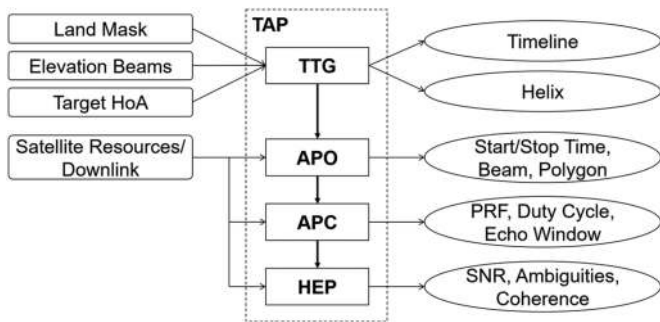 TAP
Land Mask
Elevation Beams
Target HoA
Satellite Resources/
Downlink
TTG
APO
APC
HEP
Timeline
Helix
Start/Stop Time,
Beam, Polygon
PRF, Duty Cycle,
Echo Window
SNR, Ambiguities,
Coherence